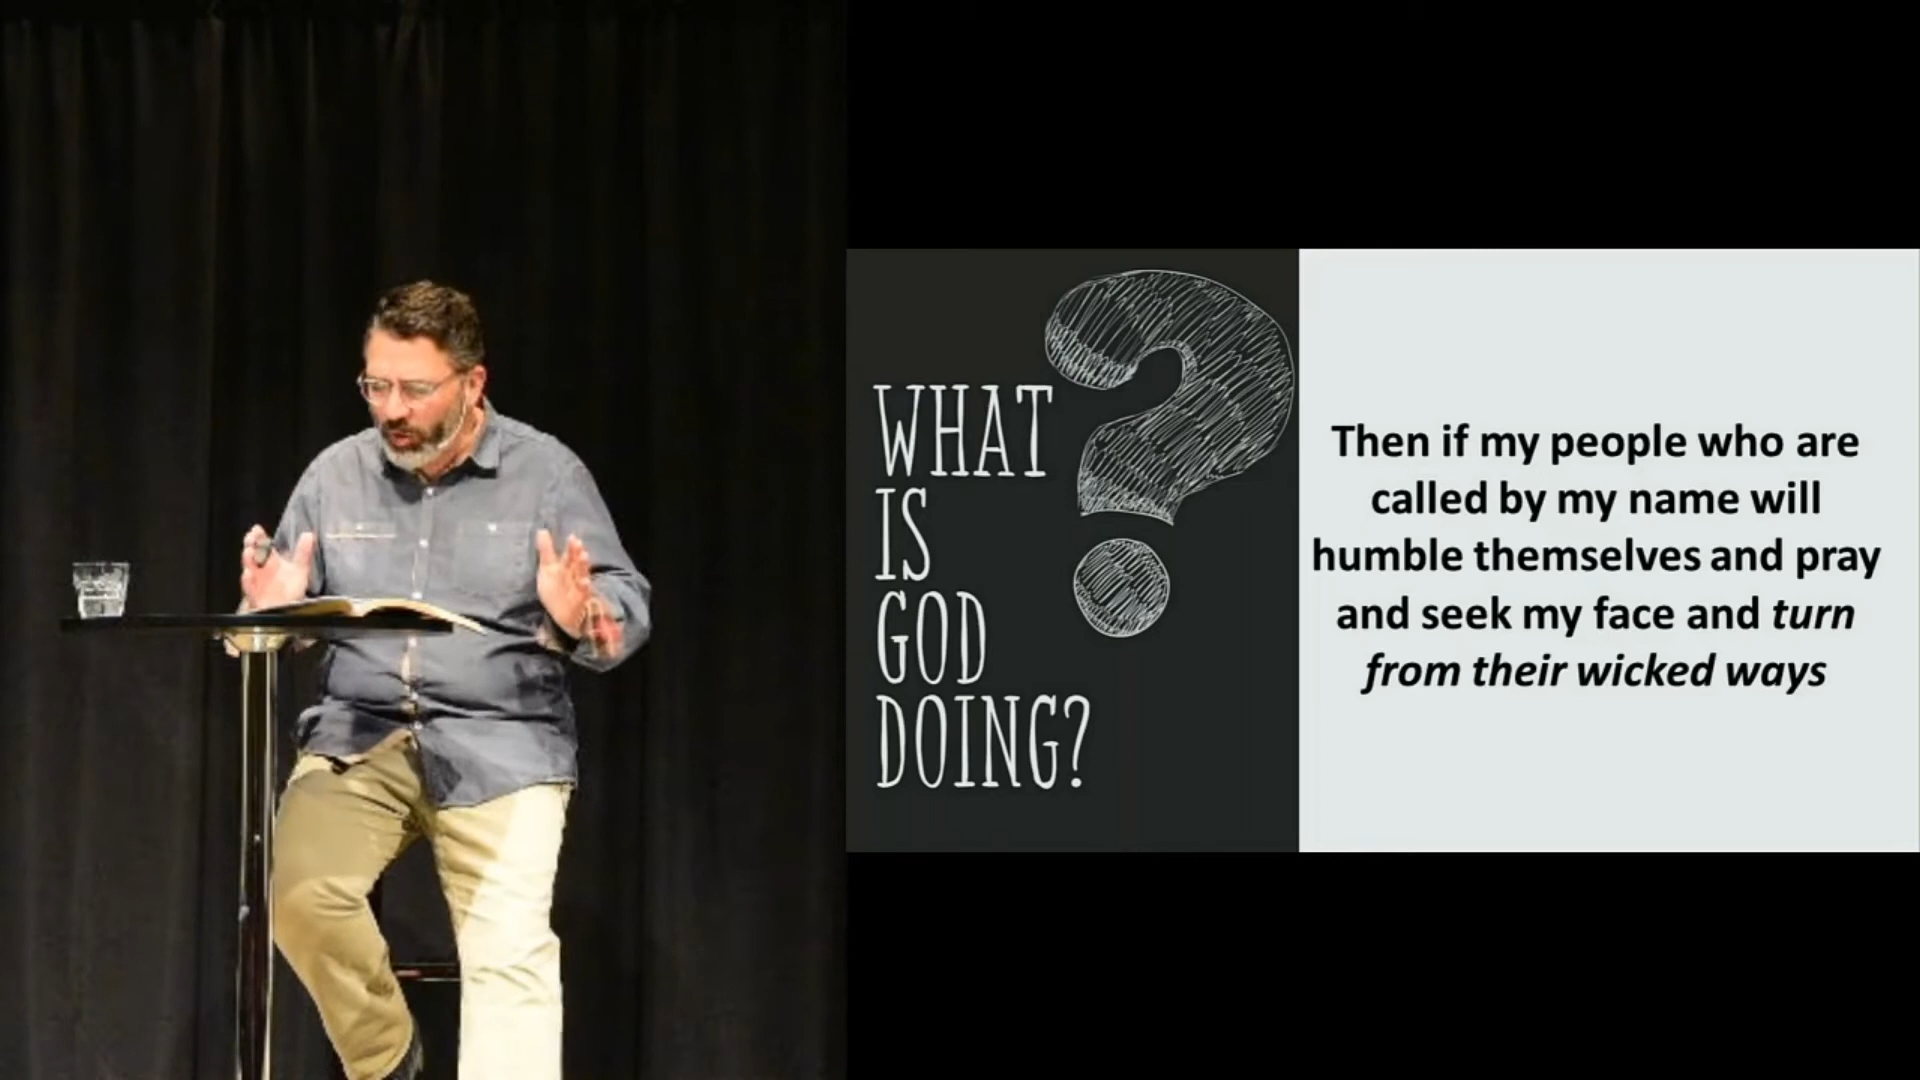 WHAT
IS
GOD
DOING?
Then if my people who are
called by my name will
humble themselves and pray
and seek my face and turn
from their wicked ways